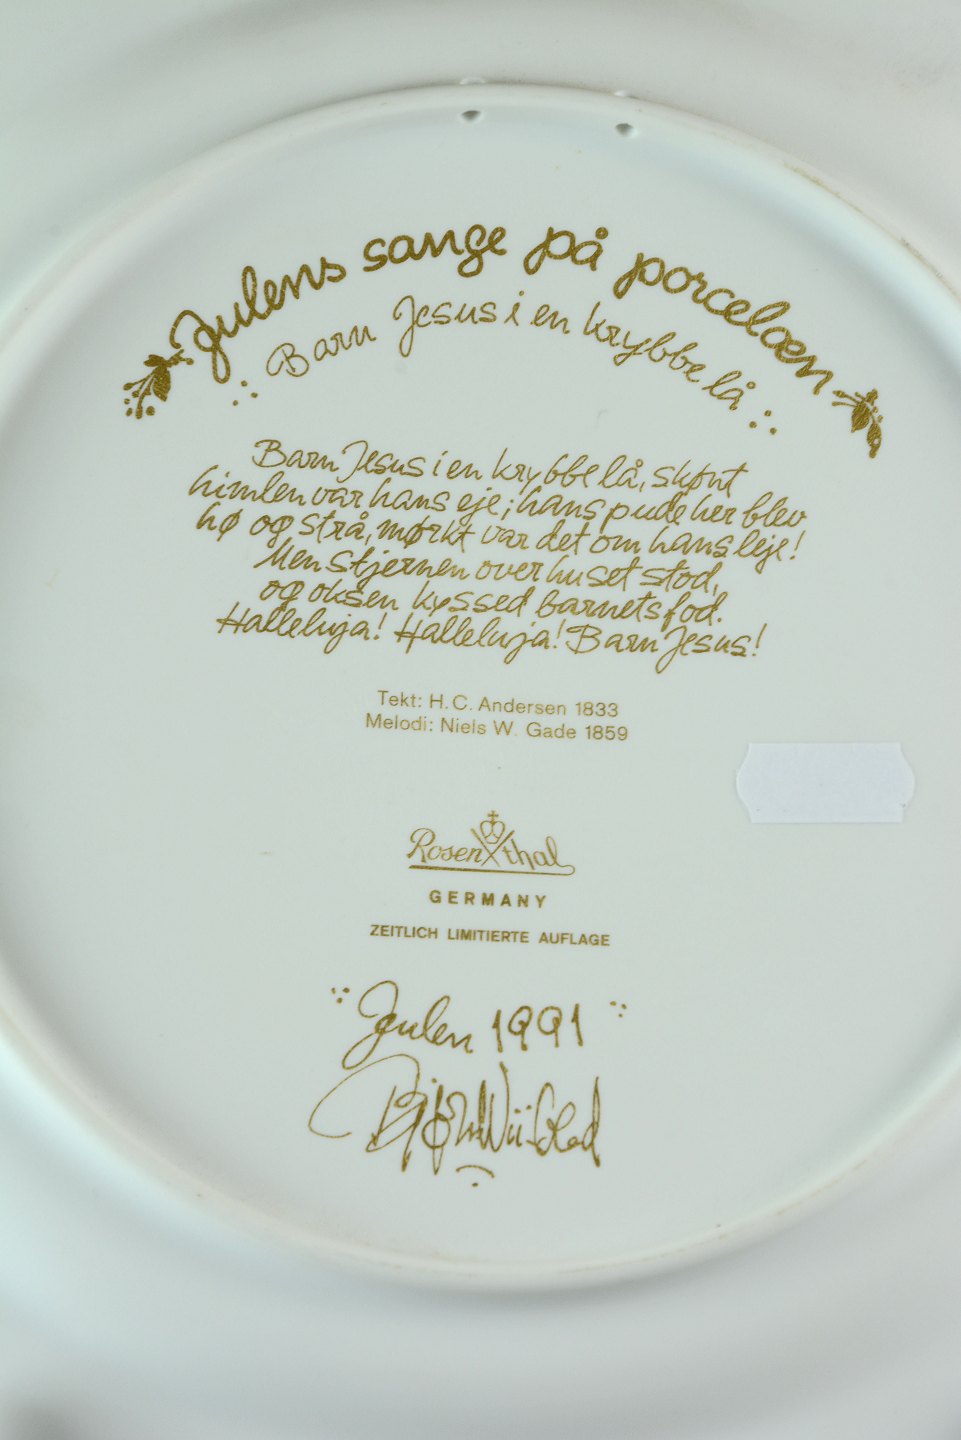 Julens sange på porcelæn
Barn Jesus i en krybbe lå
Barn Jesus i en krybbe lå, skønt
himlen var hans eje; hans pude her blev
hø og strå, mørkt var det om hans leje!
Men stjernen over huset stod,
og oksen kyssed barnets fod.
Halleluja! Halleluja! Barn Jesus!
Tekt: H.C. Andersen 1833
Melodi: Niels W. Gade 1859
Rosenthal
GERMANY
ZEITLICH LIMITIERTE AUFLAGE
Julen 1991
Bjørn Wiinblad